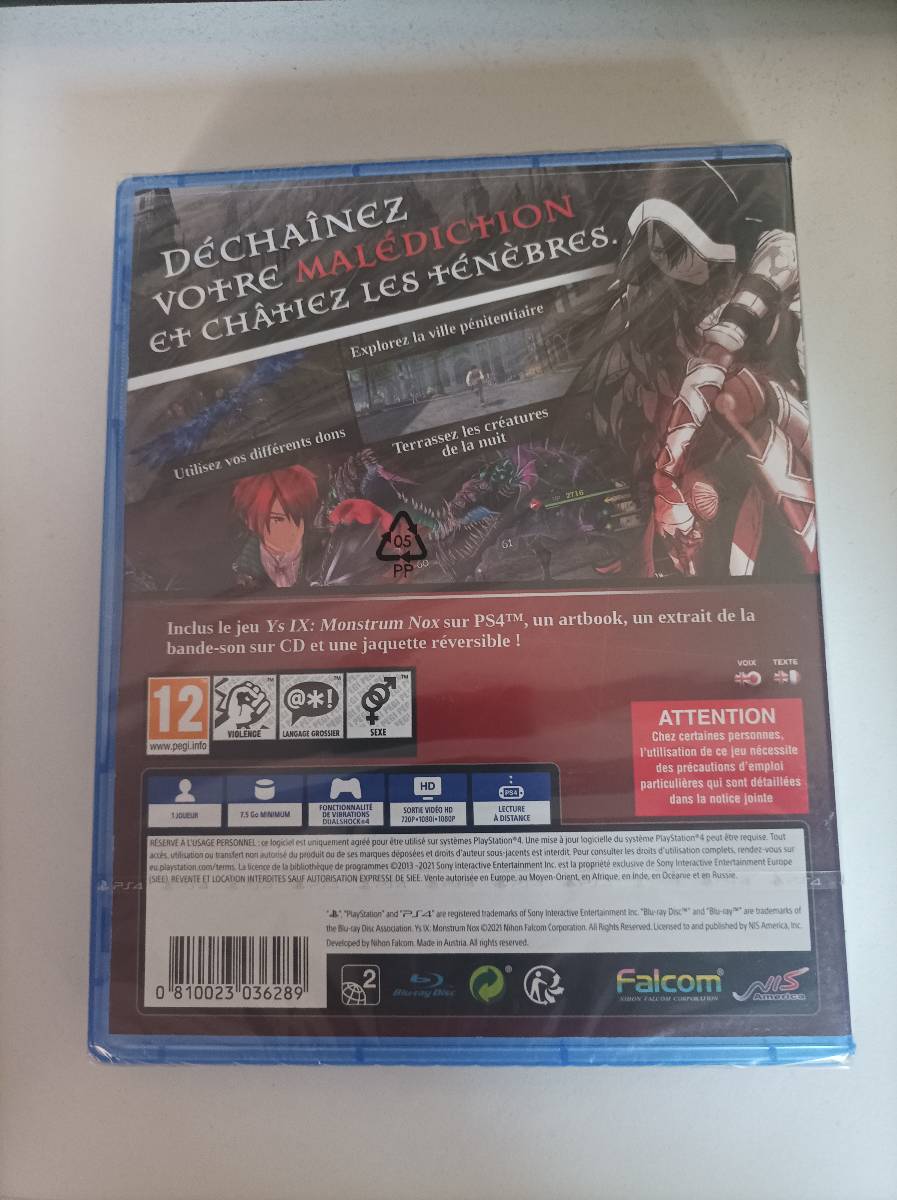 DÉCHAÎNEZ
VOTRE MALÉDICTION
ET CHÂTIEZ LES TÉNÈBRES.
Explorez la ville pénitentiaire
Utilisez vos différents dons
Terrassez les créatures
de la nuit
2716
61
60
05
PP
Inclus le jeu Ys IX: Monstrum Nox sur PS4™, un artbook, un extrait de la
bande-son sur CD et une jaquette réversible !
VOIX TEXTE
12
www.pegi.info
VIOLENCE
@*!
LANGAGE GROSSIER
SEXE
ATTENTION
Chez certaines personnes,
l'utilisation de ce jeu nécessite
des précautions d'emploi
particulières qui sont détaillées
dans la notice jointe
1 JOUEUR
7.5 Go MINIMUM
FONCTIONNALITÉ
DE VIBRATIONS
DUALSHOCK®4
HD
SORTIE VIDÉO HD
720P•1080i•1080P
PS4
LECTURE
À DISTANCE
RÉSERVÉ À L'USAGE PERSONNEL : ce logiciel est uniquement agréé pour être utilisé sur systèmes PlayStation®4. Une mise à jour logicielle du système PlayStation®4 peut être requise. Tout
accès, utilisation ou transfert non autorisé du produit ou de ses marques déposées et droits d'auteur sous-jacents est interdit. Pour consulter les droits d'utilisation complets, rendez-vous sur
eu.playstation.com/terms. La licence de la bibliothèque de programmes ©2013 -2021 Sony Interactive Entertainment Inc. est la propriété exclusive de Sony Interactive Entertainment Europe
(SIEE). REVENTE ET LOCATION INTERDITES SAUF AUTORISATION EXPRESSE DE SIEE. Vente autorisée en Europe, au Moyen-Orient, en Afrique, en Inde, en Océanie et en Russie.
"PlayStation" and "PS4" are registered trademarks of Sony Interactive Entertainment Inc. "Blu-ray Disc™" and "Blu-ray™" are trademarks of
the Blu-ray Disc Association. Ys IX: Monstrum Nox ©2021 Nihon Falcom Corporation. All Rights Reserved. Licensed to and published by NIS America, Inc.
Developed by Nihon Falcom. Made in Austria. All rights reserved.
0 810023 036289
2
Blu-ray Disc
Falcom®
NIHON FALCOM CORPORATION
NIS
America